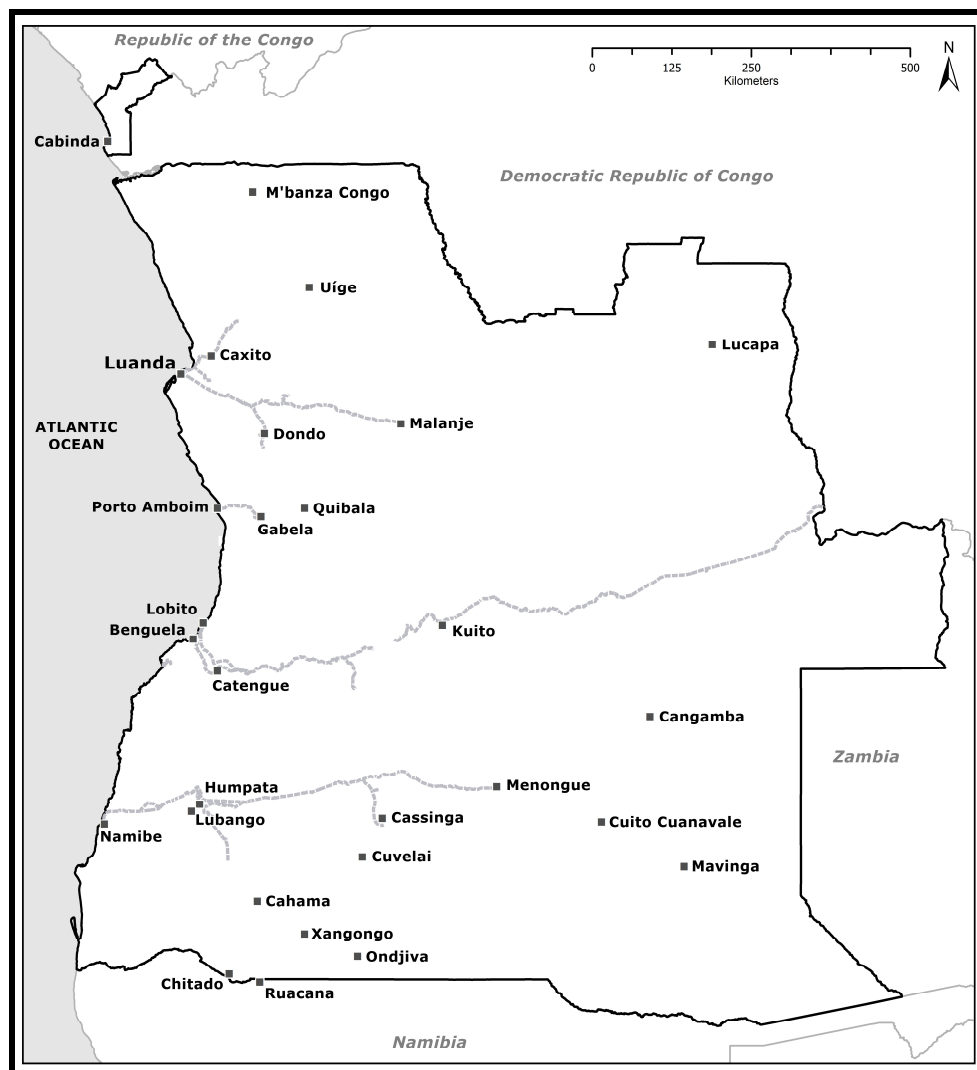 Republic of the Congo
N
0 125 250 500
Kilometers
Cabinda
Democratic Republic of Congo
M'banza Congo
Uíge
Lucapa
Caxito
Luanda
Malanje
ATLANTIC
OCEAN
Dondo
Porto Amboim
Quibala
Gabela
Lobito
Benguela
Kuito
Catengue
Cangamba
Zambia
Humpata
Menongue
Lubango
Cassinga
Cuito Cuanavale
Namibe
Cuvelai
Mavinga
Cahama
Xangongo
Ondjiva
Chitado
Ruacana
Namibia